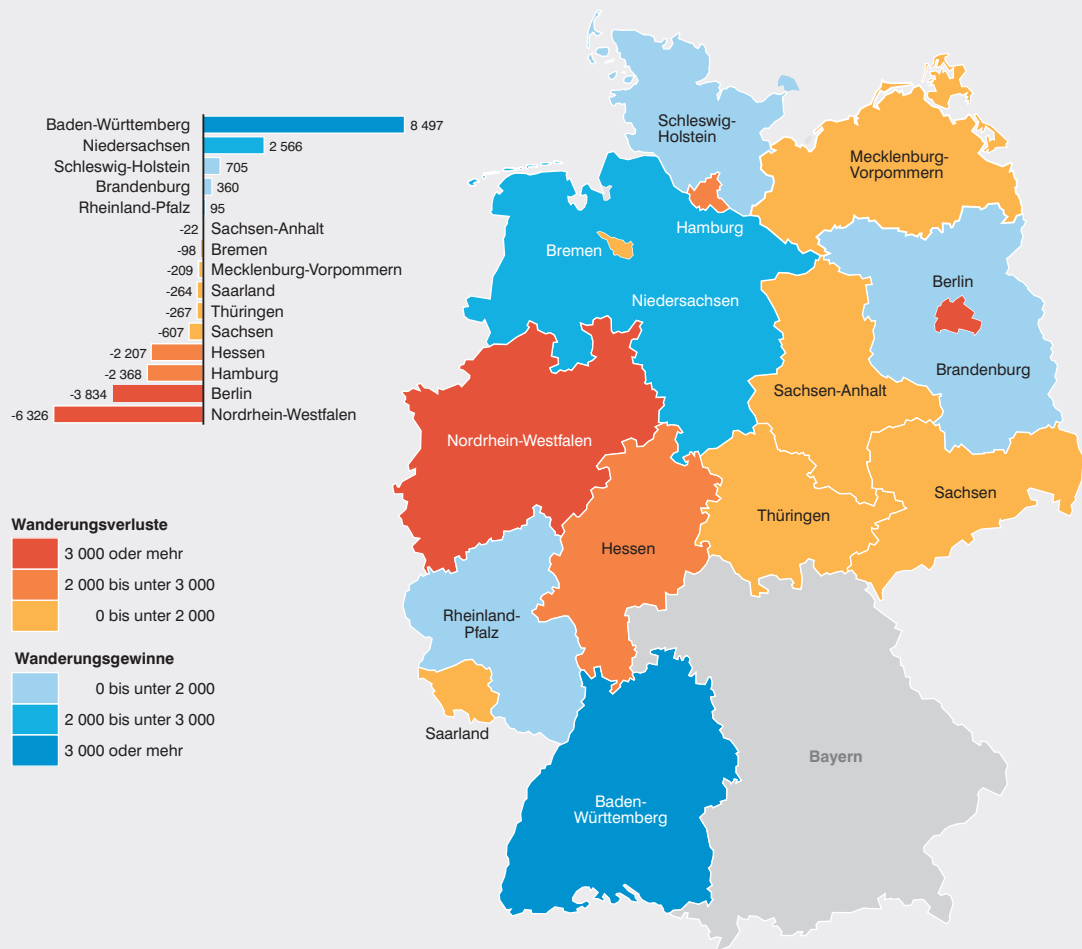 Baden-Württemberg 8 497
Niedersachsen 2 566
Schleswig-Holstein 705
Brandenburg 360
Rheinland-Pfalz 95
-22 Sachsen-Anhalt
-98 Bremen
-209 Mecklenburg-Vorpommern
-264 Saarland
-267 Thüringen
-607 Sachsen
-2 207 Hessen
-2 368 Hamburg
-3 834 Berlin
-6 326 Nordrhein-Westfalen
Wanderungsverluste
3 000 oder mehr
2 000 bis unter 3 000
0 bis unter 2 000
Wanderungsgewinne
0 bis unter 2 000
2 000 bis unter 3 000
3 000 oder mehr
Schleswig-
Holstein
Mecklenburg-
Vorpommern
Hamburg
Bremen
Niedersachsen
Berlin
Brandenburg
Sachsen-Anhalt
Nordrhein-Westfalen
Sachsen
Thüringen
Hessen
Rheinland-
Pfalz
Saarland
Bayern
Baden-
Württemberg